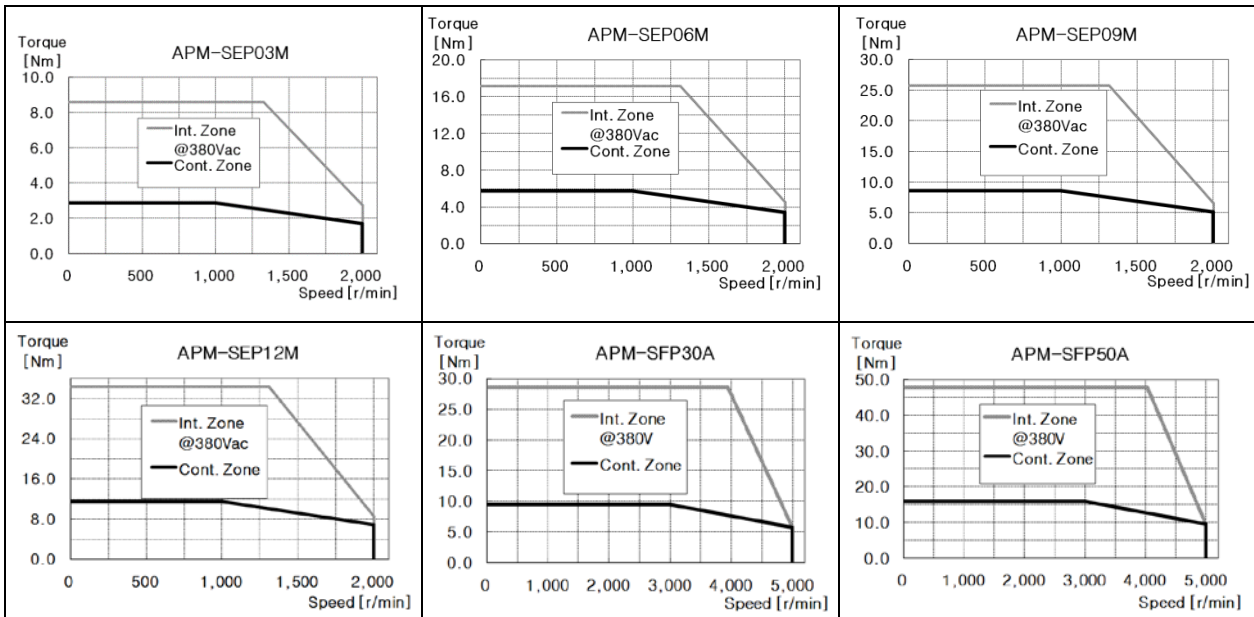 Torque
[Nm]
APM-SEP03M
10.0
8.0
6.0
4.0
2.0
0.0
Int. Zone
@380Vac
Cont. Zone
0 500 1,000 1,500 2,000
Speed [r/min]
Torque
[Nm]
APM-SEP06M
20.0
16.0
12.0
8.0
4.0
0.0
Int. Zone
@380Vac
Cont. Zone
0 500 1,000 1,500 2,000
Speed [r/min]
Torque
[Nm]
APM-SEP09M
30.0
25.0
20.0
15.0
10.0
5.0
0.0
Int. Zone
@380Vac
Cont. Zone
0 500 1,000 1,500 2,000
Speed [r/min]
Torque
[Nm]
APM-SEP12M
32.0
24.0
16.0
8.0
0.0
Int. Zone
@380Vac
Cont. Zone
0 500 1,000 1,500 2,000
Speed [r/min]
Torque
[Nm]
APM-SFP30A
30.0
25.0
20.0
15.0
10.0
5.0
0.0
Int. Zone
@380V
Cont. Zone
0 1,000 2,000 3,000 4,000 5,000
Speed [r/min]
Torque
[Nm]
APM-SFP50A
50.0
40.0
30.0
20.0
10.0
0.0
Int. Zone
@380V
Cont. Zone
0 1,000 2,000 3,000 4,000 5,000
Speed [r/min]